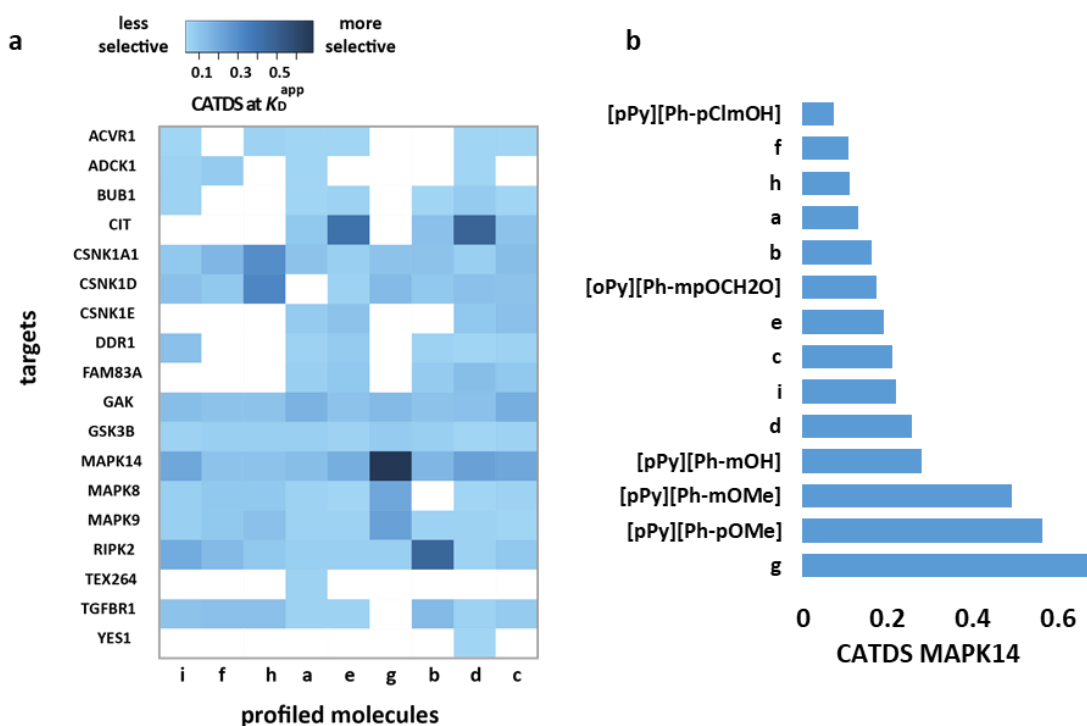 a
less selective
more selective
0.1 0.3 0.5
CATDS at KD app
targets
ACVR1
ADCK1
BUB1
CIT
CSNK1A1
CSNK1D
CSNK1E
DDR1
FAM83A
GAK
GSK3B
MAPK14
MAPK8
MAPK9
RIPK2
TEX264
TGFBR1
YES1
i f h a e g b d c
profiled molecules
b
[pPy][Ph-pClmOH]
f
h
a
b
[oPy][Ph-mpOCH2O]
e
c
i
d
[pPy][Ph-mOH]
[pPy][Ph-mOMe]
[pPy][Ph-pOMe]
g
0 0.2 0.4 0.6
CATDS MAPK14